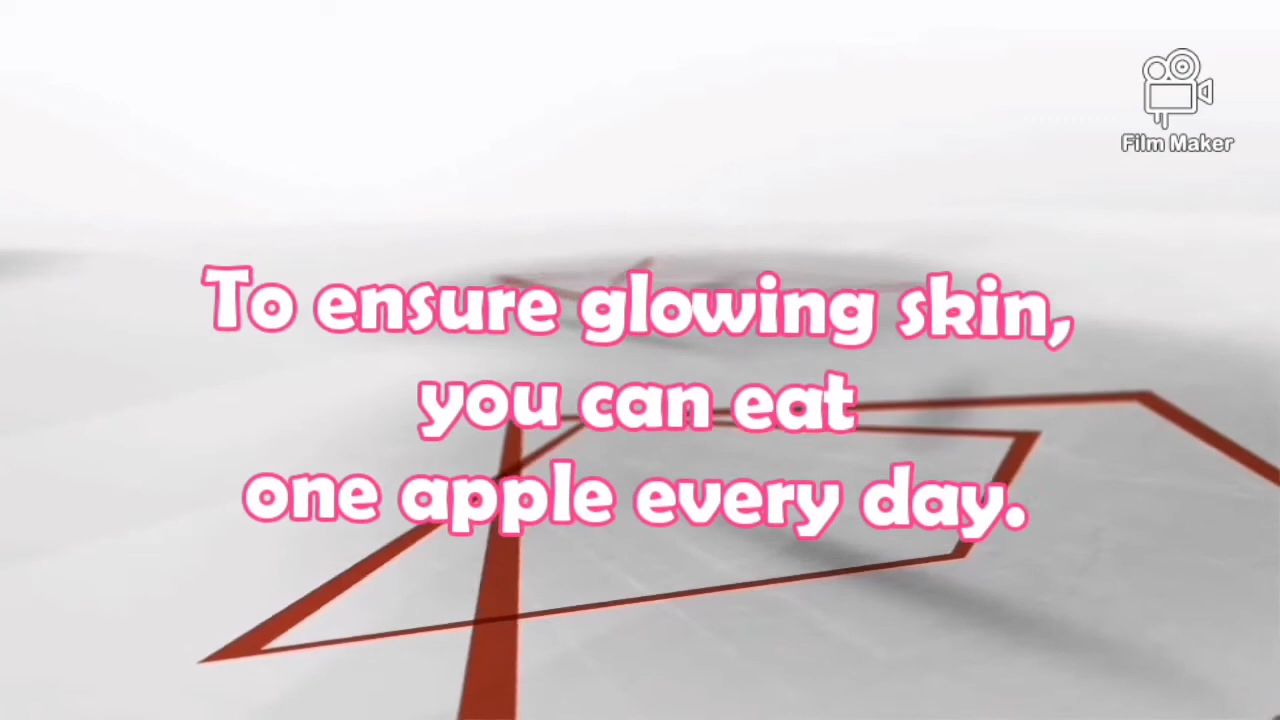 Film Maker
To ensure glowing skin,
you can eat
one apple every day.